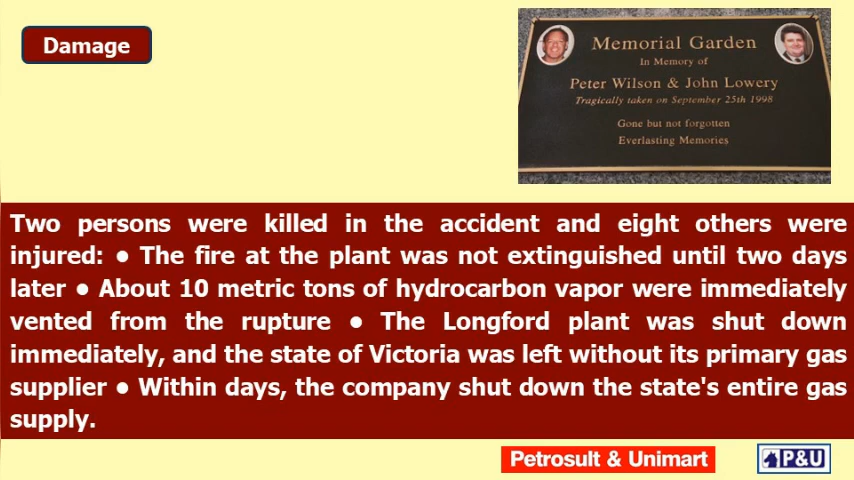 Damage
Memorial Garden
In Memory of
Peter Wilson & John Lowery
Tragically taken on September 25th 1998
Gone but not forgotten
Everlasting Memories
Two persons were killed in the accident and eight others were
injured: ● The fire at the plant was not extinguished until two days
later ● About 10 metric tons of hydrocarbon vapor were immediately
vented from the rupture ● The Longford plant was shut down
immediately, and the state of Victoria was left without its primary gas
supplier ● Within days, the company shut down the state's entire gas
supply.
Petrosult & Unimart
P&U